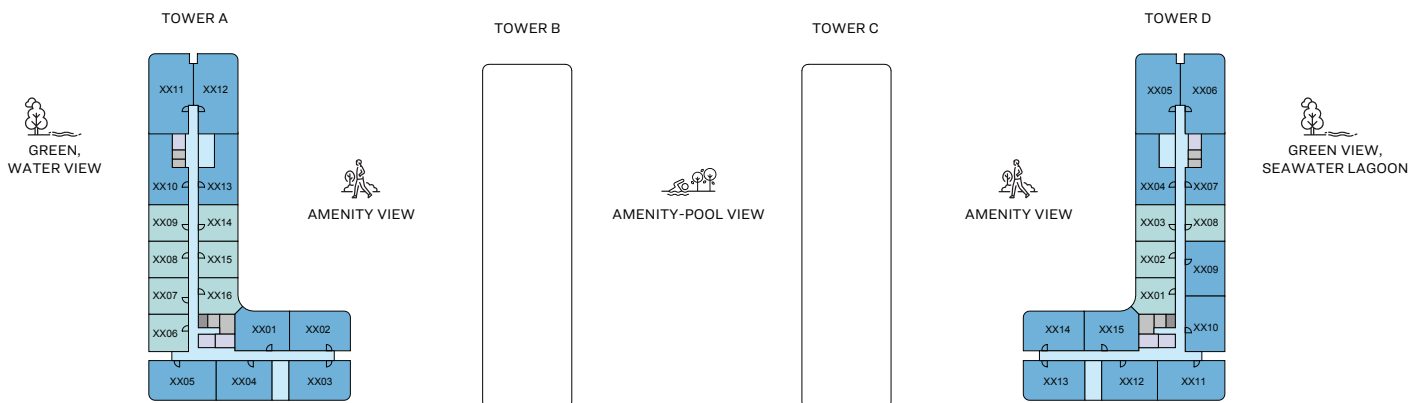 TOWER A
TOWER B
TOWER C
TOWER D
XX11
XX12
XX10
XX13
XX09
XX14
XX08
XX15
XX07
XX16
XX06
XX01
XX02
XX05
XX04
XX03
GREEN,
WATER VIEW
AMENITY VIEW
AMENITY-POOL VIEW
AMENITY VIEW
XX05
XX06
XX04
XX07
XX03
XX08
XX02
XX09
XX01
XX10
XX14
XX15
XX13
XX12
XX11
GREEN VIEW,
SEAWATER LAGOON